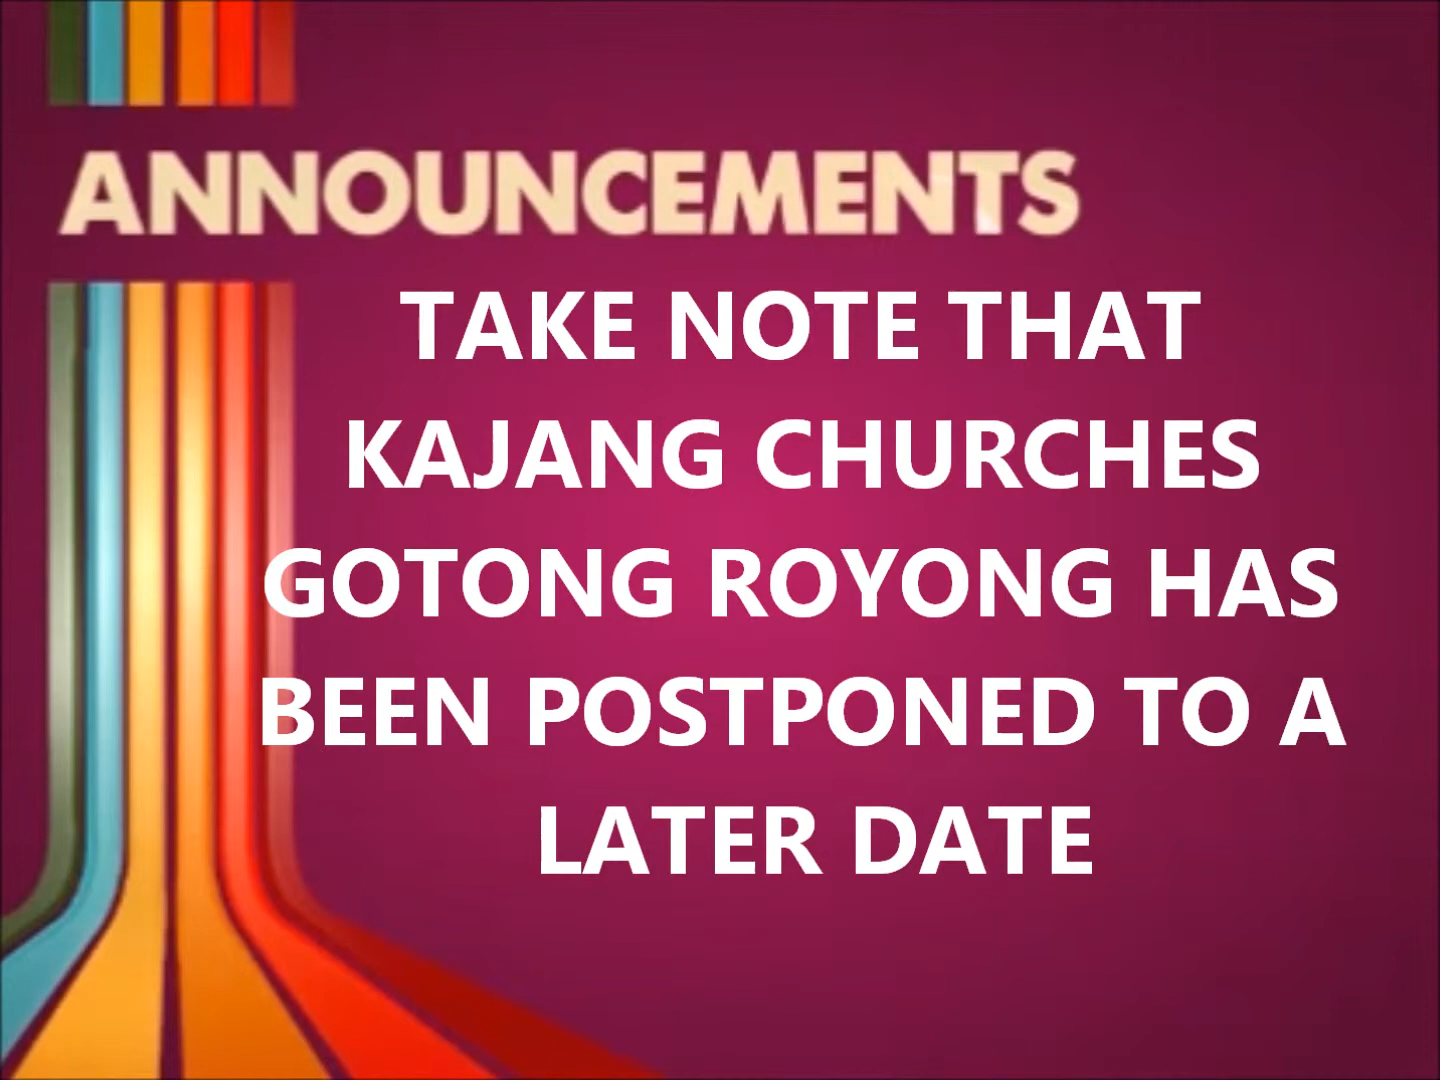 ANNOUNCEMENTS
TAKE NOTE THAT
KAJANG CHURCHES
GOTONG ROYONG HAS
BEEN POSTPONED TO A
LATER DATE